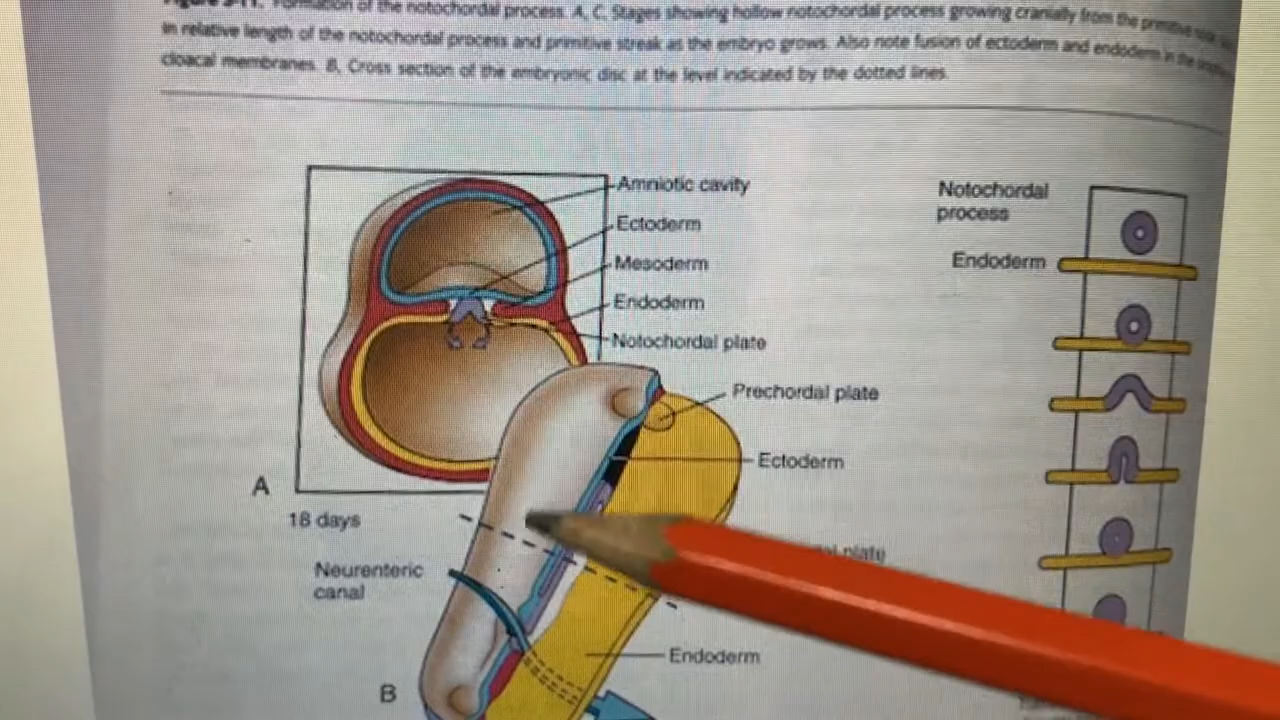 Formation of the notochordal process. A, C, Stages showing hollow notochordal process growing cranially from the primitive
in relative length of the notochordal process and primitive streak as the embryo grows. Also note fusion of ectoderm and endoderm in the
cloacal membranes. B, Cross section of the embryonic disc at the level indicated by the dotted lines.
Amniotic cavity
Ectoderm
Mesoderm
Endoderm
Notochordal plate
Prechordal plate
Ectoderm
A
18 days
Neurenteric
canal
plate
Endoderm
B
Notochordal
process
Endoderm